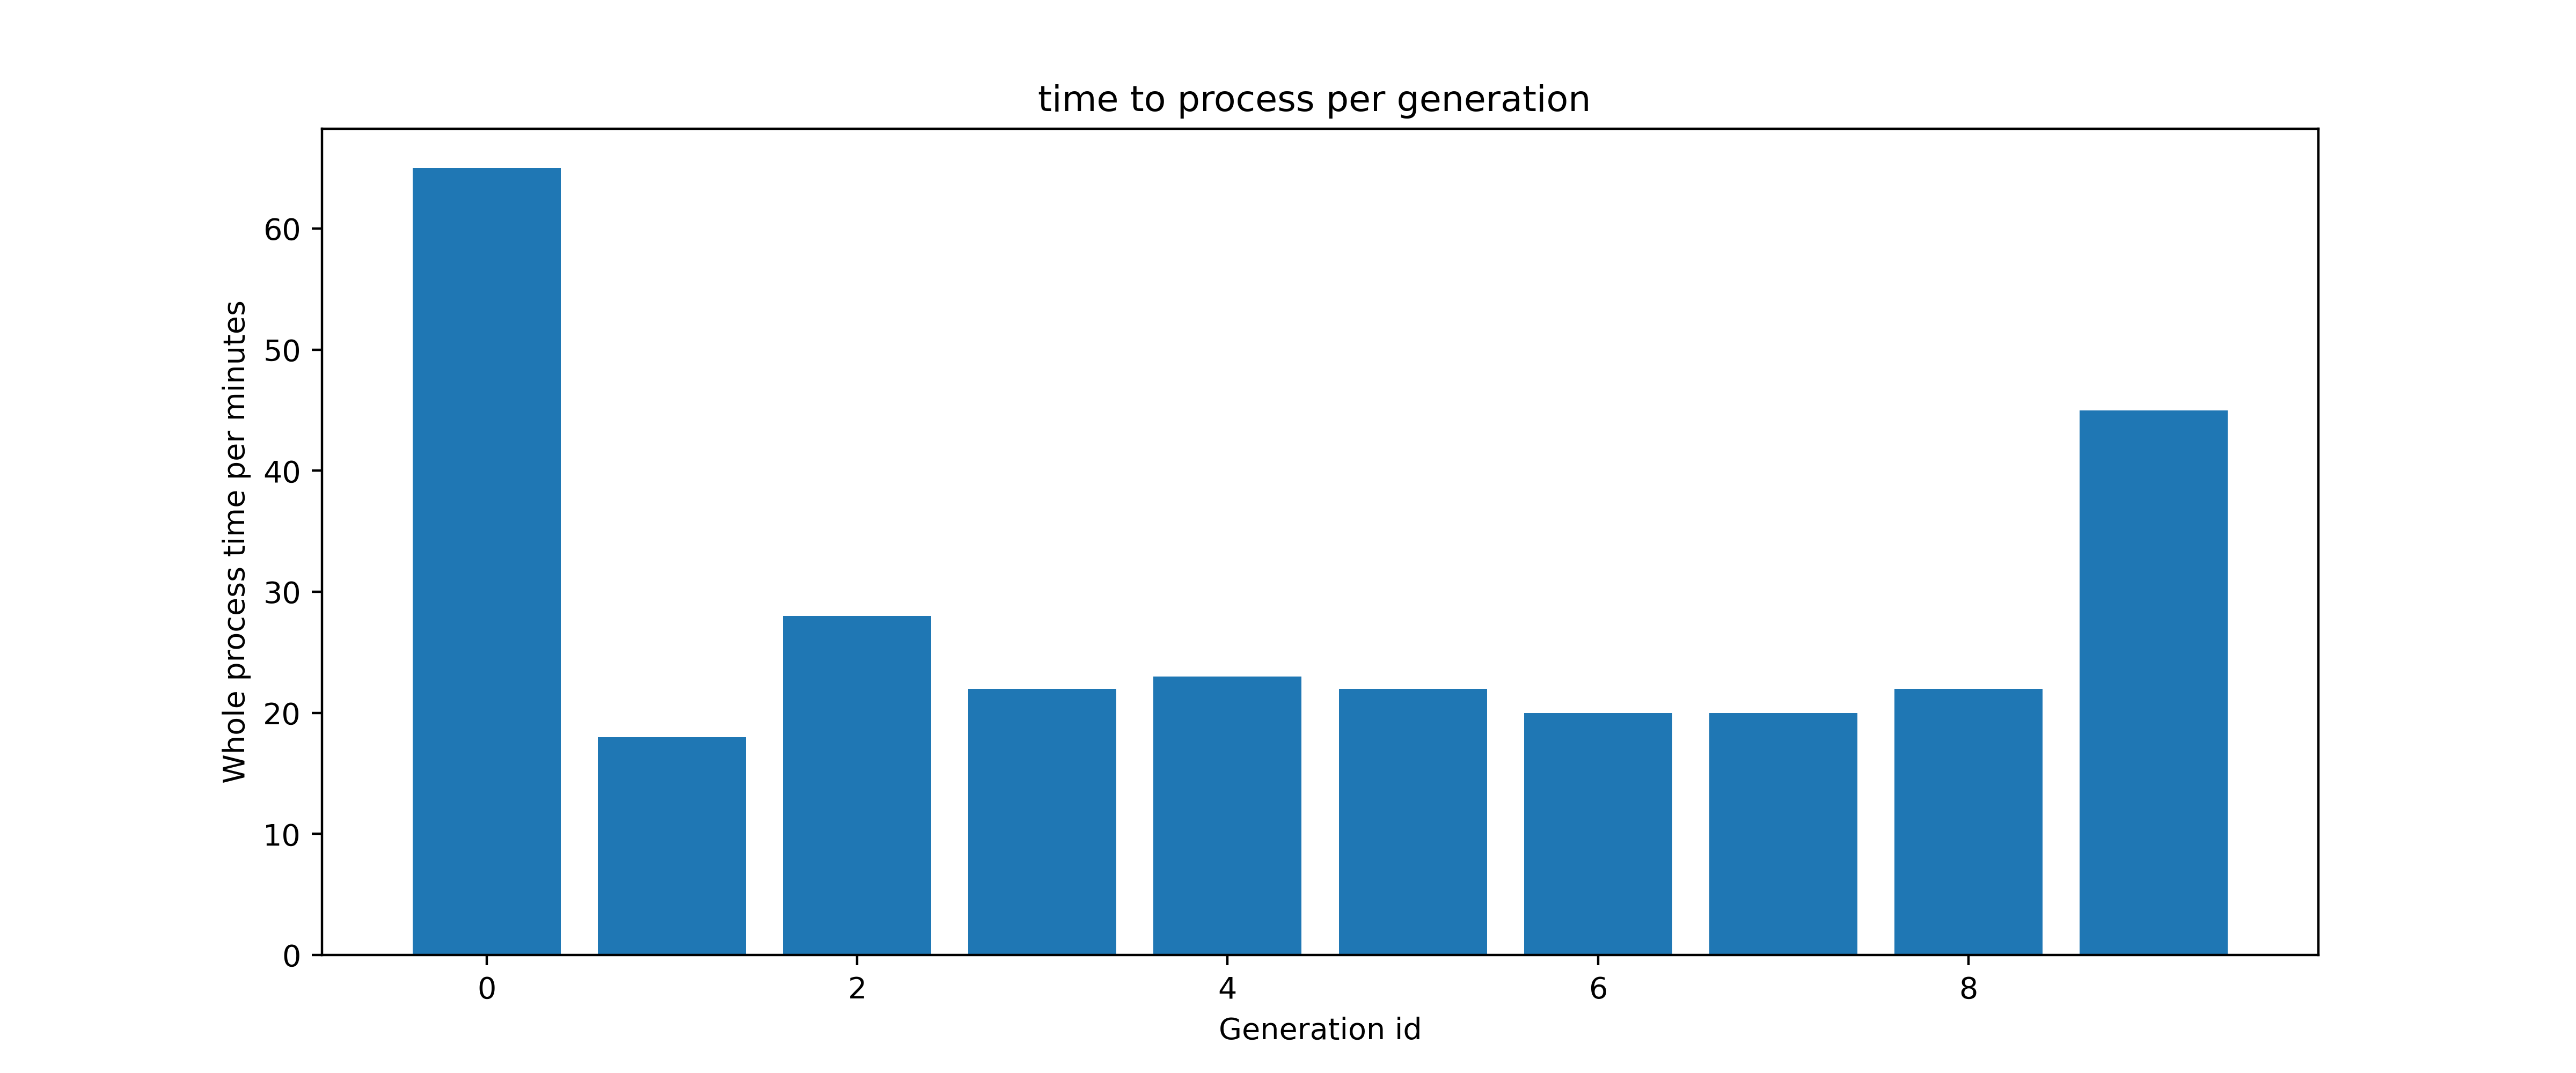 time to process per generation
Whole process time per minutes
60
50
40
30
20
10
0
0 2 4 6 8
Generation id